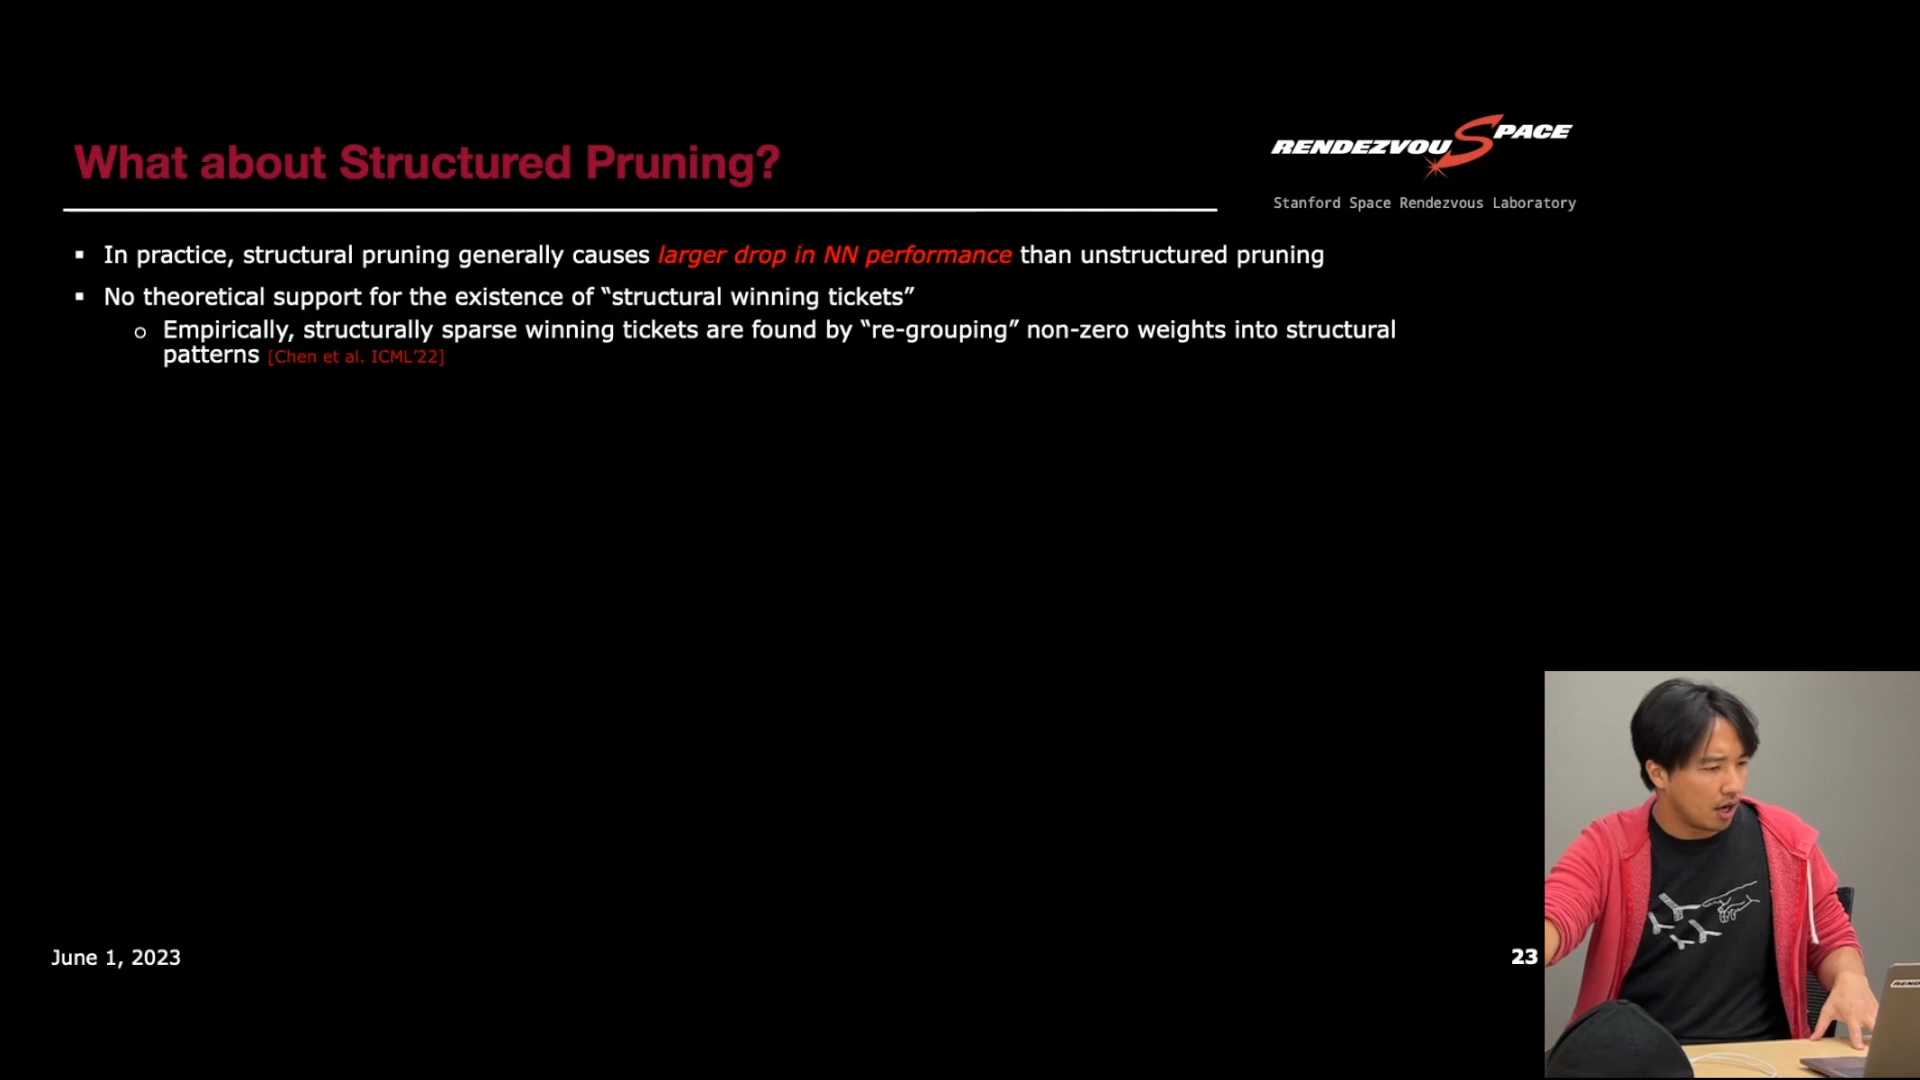 What about Structured Pruning?
RENDEZVOUS SPACE
Stanford Space Rendezvous Laboratory
▪ In practice, structural pruning generally causes larger drop in NN performance than unstructured pruning
▪ No theoretical support for the existence of “structural winning tickets”
o Empirically, structurally sparse winning tickets are found by “re-grouping” non-zero weights into structural
patterns [Chen et al. ICML’22]
June 1, 2023
23
REND